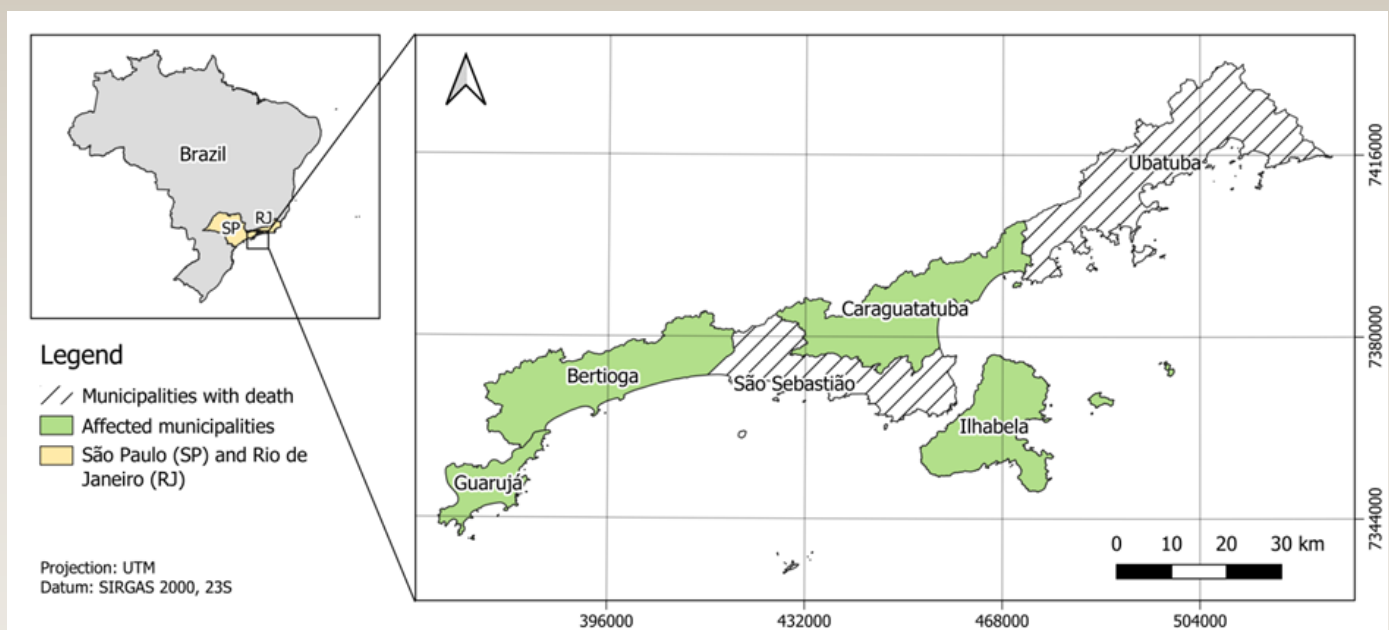 Brazil
SP
RJ
Legend
Municipalities with death
Affected municipalities
São Paulo (SP) and Rio de
Janeiro (RJ)
Projection: UTM
Datum: SIRGAS 2000, 23S
Ubatuba
Caraguatatuba
Bertioga
São Sebastião
Ilhabela
Guarujá
0 10 20 30 km
7416000
7380000
7344000
396000 432000 468000 504000